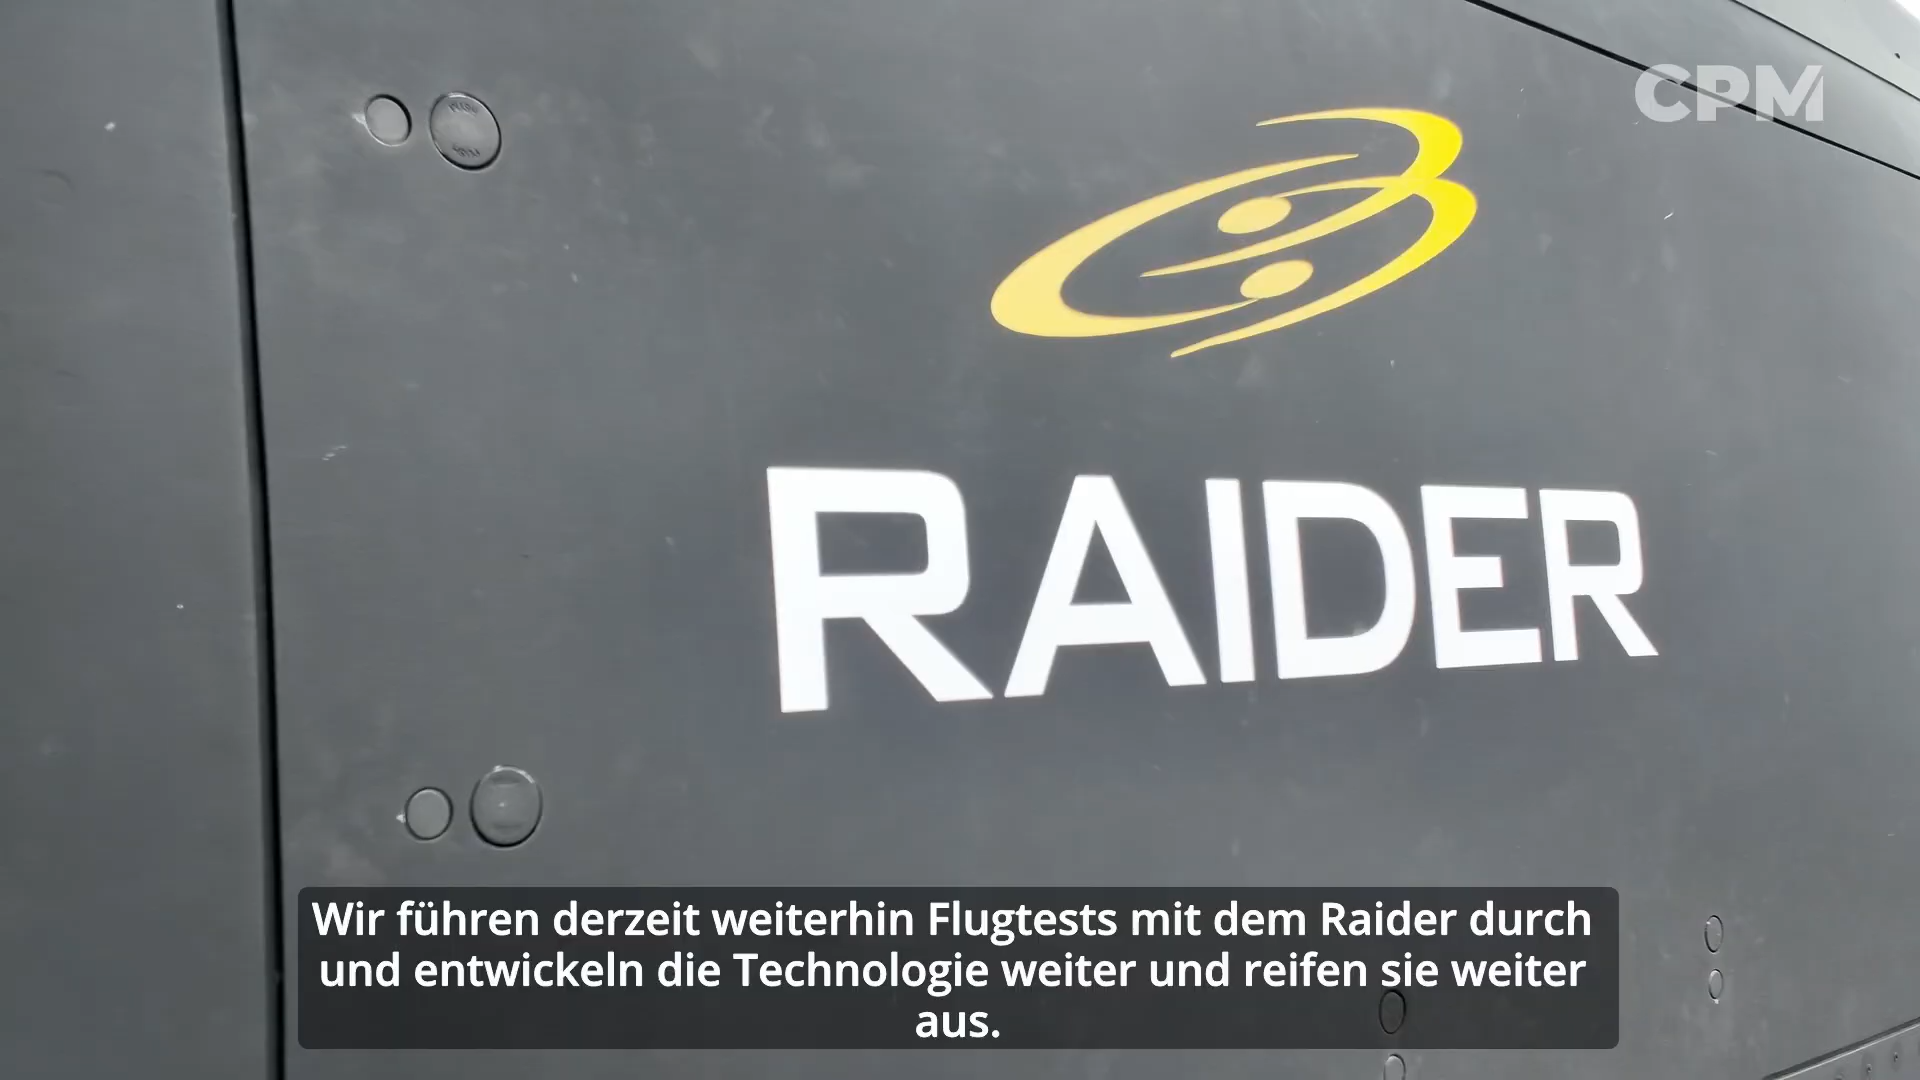 CPM
RAIDER
Wir führen derzeit weiterhin Flugtests mit dem Raider durch
und entwickeln die Technologie weiter und reifen sie weiter
aus.